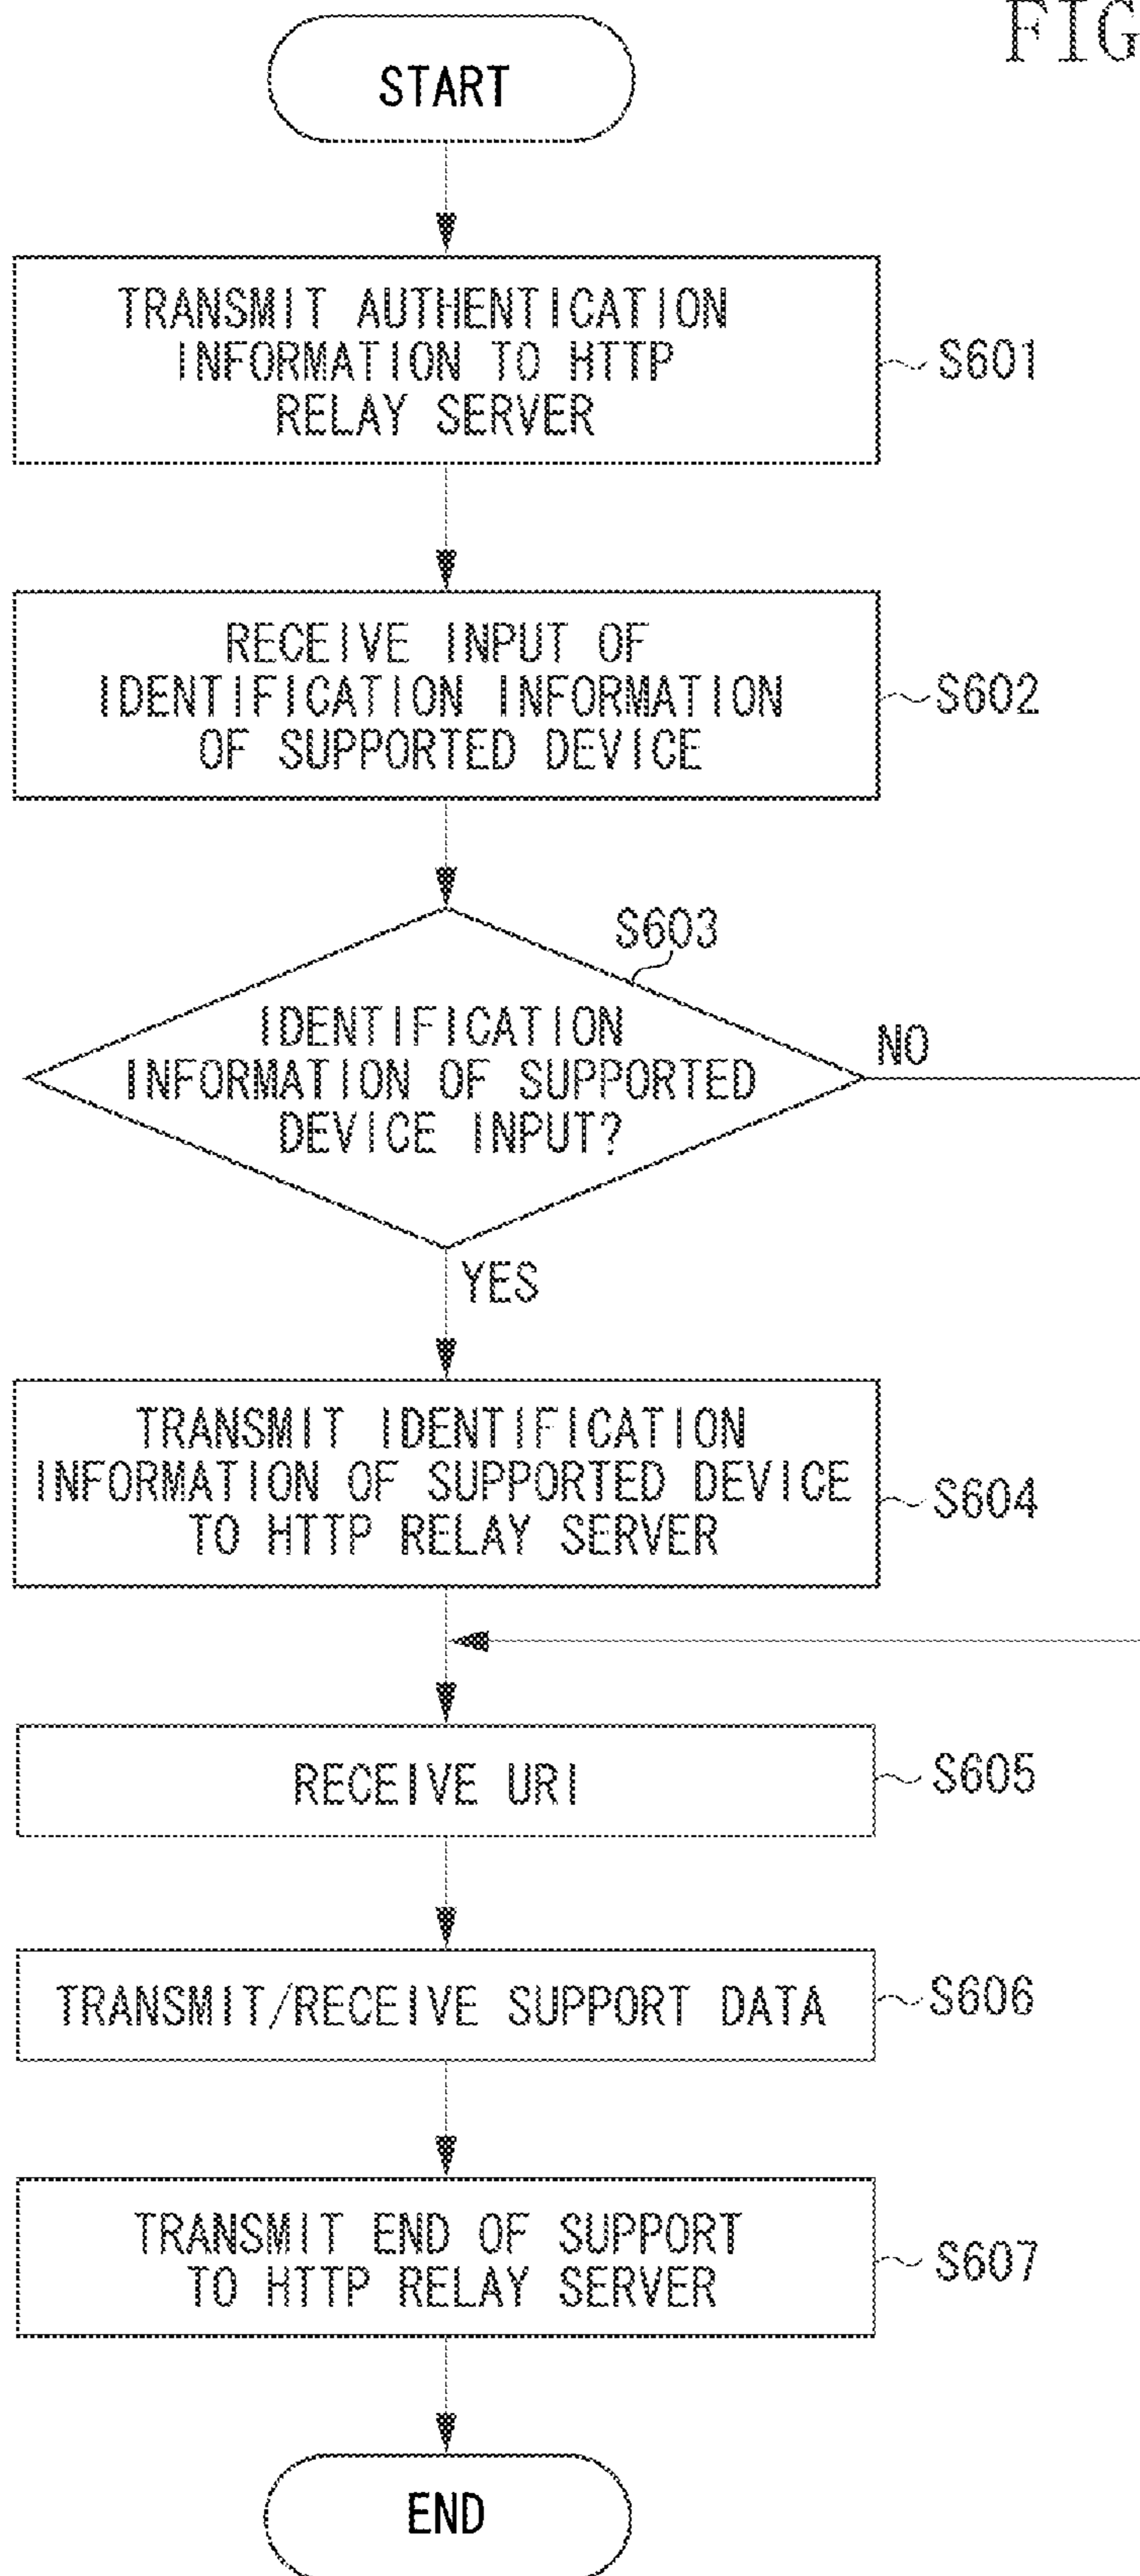 FIG
START
TRANSMIT AUTHENTICATION
INFORMATION TO HTTP
RELAY SERVER
S601
RECEIVE INPUT OF
IDENTIFICATION INFORMATION
OF SUPPORTED DEVICE
S602
S603
IDENTIFICATION
INFORMATION OF SUPPORTED
DEVICE INPUT?
NO
YES
TRANSMIT IDENTIFICATION
INFORMATION OF SUPPORTED DEVICE
TO HTTP RELAY SERVER
S604
RECEIVE URI
S605
TRANSMIT/RECEIVE SUPPORT DATA
S606
TRANSMIT END OF SUPPORT
TO HTTP RELAY SERVER
S607
END